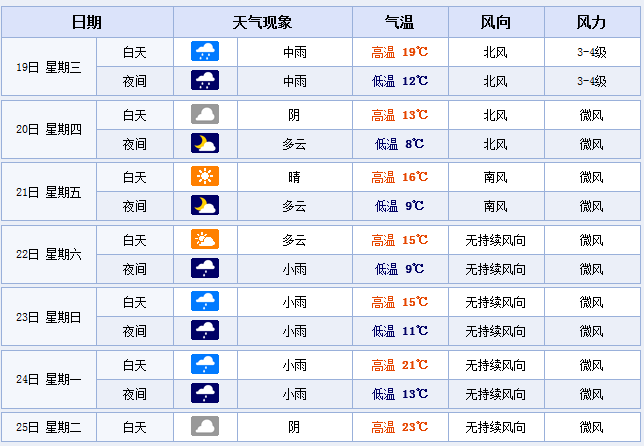 日期 天气现象 气温 风向 风力
19日 星期三 白天 中雨 高温 19℃ 北风 3-4级
夜间 中雨 低温 12℃ 北风 3-4级
20日 星期四 白天 阴 高温 13℃ 北风 微风
夜间 多云 低温 8℃ 北风 微风
21日 星期五 白天 晴 高温 16℃ 南风 微风
夜间 多云 低温 9℃ 南风 微风
22日 星期六 白天 多云 高温 15℃ 无持续风向 微风
夜间 小雨 低温 9℃ 无持续风向 微风
23日 星期日 白天 小雨 高温 15℃ 无持续风向 微风
夜间 小雨 低温 11℃ 无持续风向 微风
24日 星期一 白天 小雨 高温 21℃ 无持续风向 微风
夜间 小雨 低温 13℃ 无持续风向 微风
25日 星期二 白天 阴 高温 23℃ 无持续风向 微风